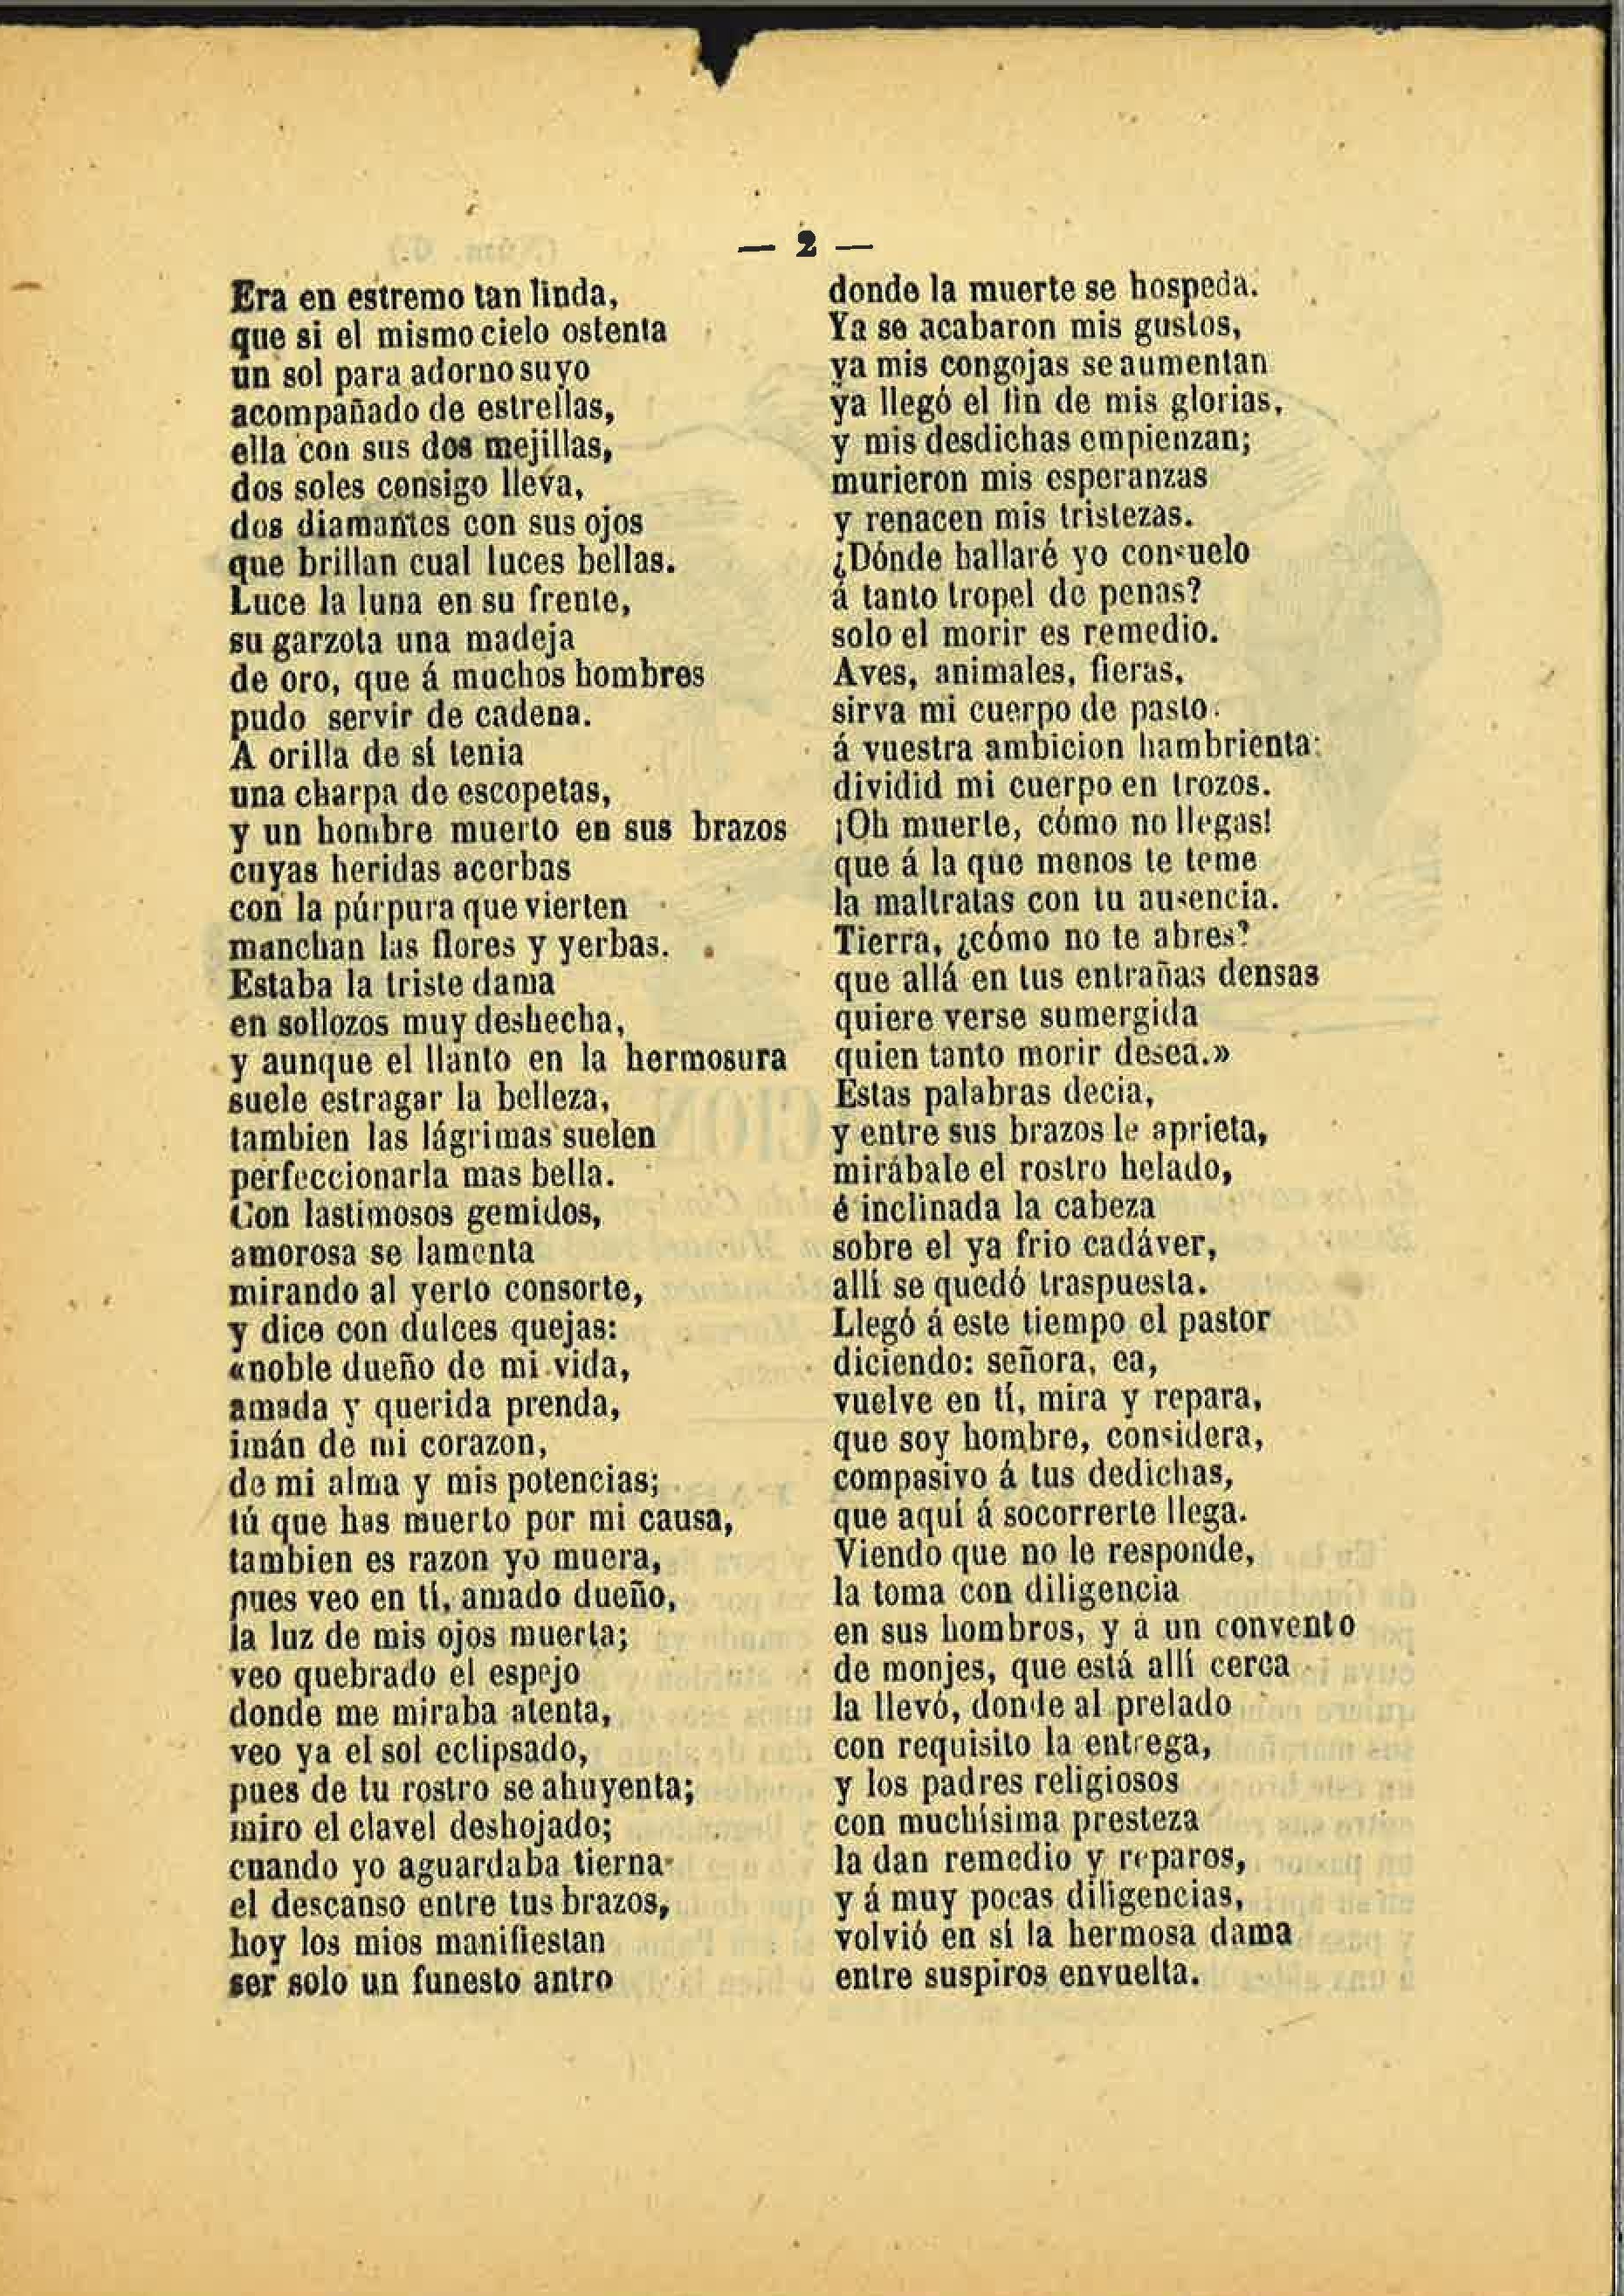 — 2 —
Era en estremo tan linda,
que si el mismo cielo ostenta
un sol para adorno suyo
acompañado de estrellas,
ella con sus dos mejillas,
dos soles consigo lleva,
dos diamantes con sus ojos
que brillan cual luces bellas.
Luce la luna en su frente,
su garzota una madeja
de oro, que á muchos hombres
pudo servir de cadena.
A orilla de sí tenia
una charpa de escopetas,
y un hombre muerto en sus brazos
cuyas heridas acerbas
con la púrpura que vierten
manchan las flores y yerbas.
Estaba la triste dama
en sollozos muy deshecha,
y aunque el llanto en la hermosura
suele estragar la belleza,
tambien las lágrimas suelen
perfeccionarla mas bella.
Con lastimosos gemidos,
amorosa se lamenta
mirando al yerto consorte,
y dice con dulces quejas:
«noble dueño de mi vida,
amada y querida prenda,
imán de mi corazon,
de mi alma y mis potencias;
tú que has muerto por mi causa,
tambien es razon yo muera,
pues veo en tí, amado dueño,
la luz de mis ojos muerta;
veo quebrado el espejo
donde me miraba atenta,
veo ya el sol eclipsado,
pues de tu rostro se ahuyenta;
miro el clavel deshojado;
cuando yo aguardaba tierna
el descanso entre tus brazos,
hoy los mios manifiestan
ser solo un funesto antro
donde la muerte se hospeda.
Ya se acabaron mis gustos,
ya mis congojas se aumentan
ya llegó el fin de mis glorias,
y mis desdichas empienzan;
murieron mis esperanzas
y renacen mis tristezas.
¿Dónde hallaré yo consuelo
á tanto tropel de penas?
solo el morir es remedio.
Aves, animales, fieras,
sirva mi cuerpo de pasto
á vuestra ambicion hambrienta:
dividid mi cuerpo en trozos.
¡Oh muerte, cómo no llegas!
que á la que menos te teme
la maltratas con tu ausencia.
Tierra, ¿cómo no te abres?
que allá en tus entrañas densas
quiere verse sumergida
quien tanto morir desea.»
Estas palabras decia,
y entre sus brazos le aprieta,
mirábale el rostro helado,
é inclinada la cabeza
sobre el ya frio cadáver,
allí se quedó traspuesta.
Llegó á este tiempo el pastor
diciendo: señora, ea,
vuelve en tí, mira y repara,
que soy hombre, considera,
compasivo á tus dedichas,
que aquí á socorrerte llega.
Viendo que no le responde,
la toma con diligencia
en sus hombros, y á un convento
de monjes, que está allí cerca
la llevó, donde al prelado
con requisito la entrega,
y los padres religiosos
con muchísima presteza
la dan remedio y reparos,
y á muy pocas diligencias,
volvió en sí la hermosa dama
entre suspiros envuelta.